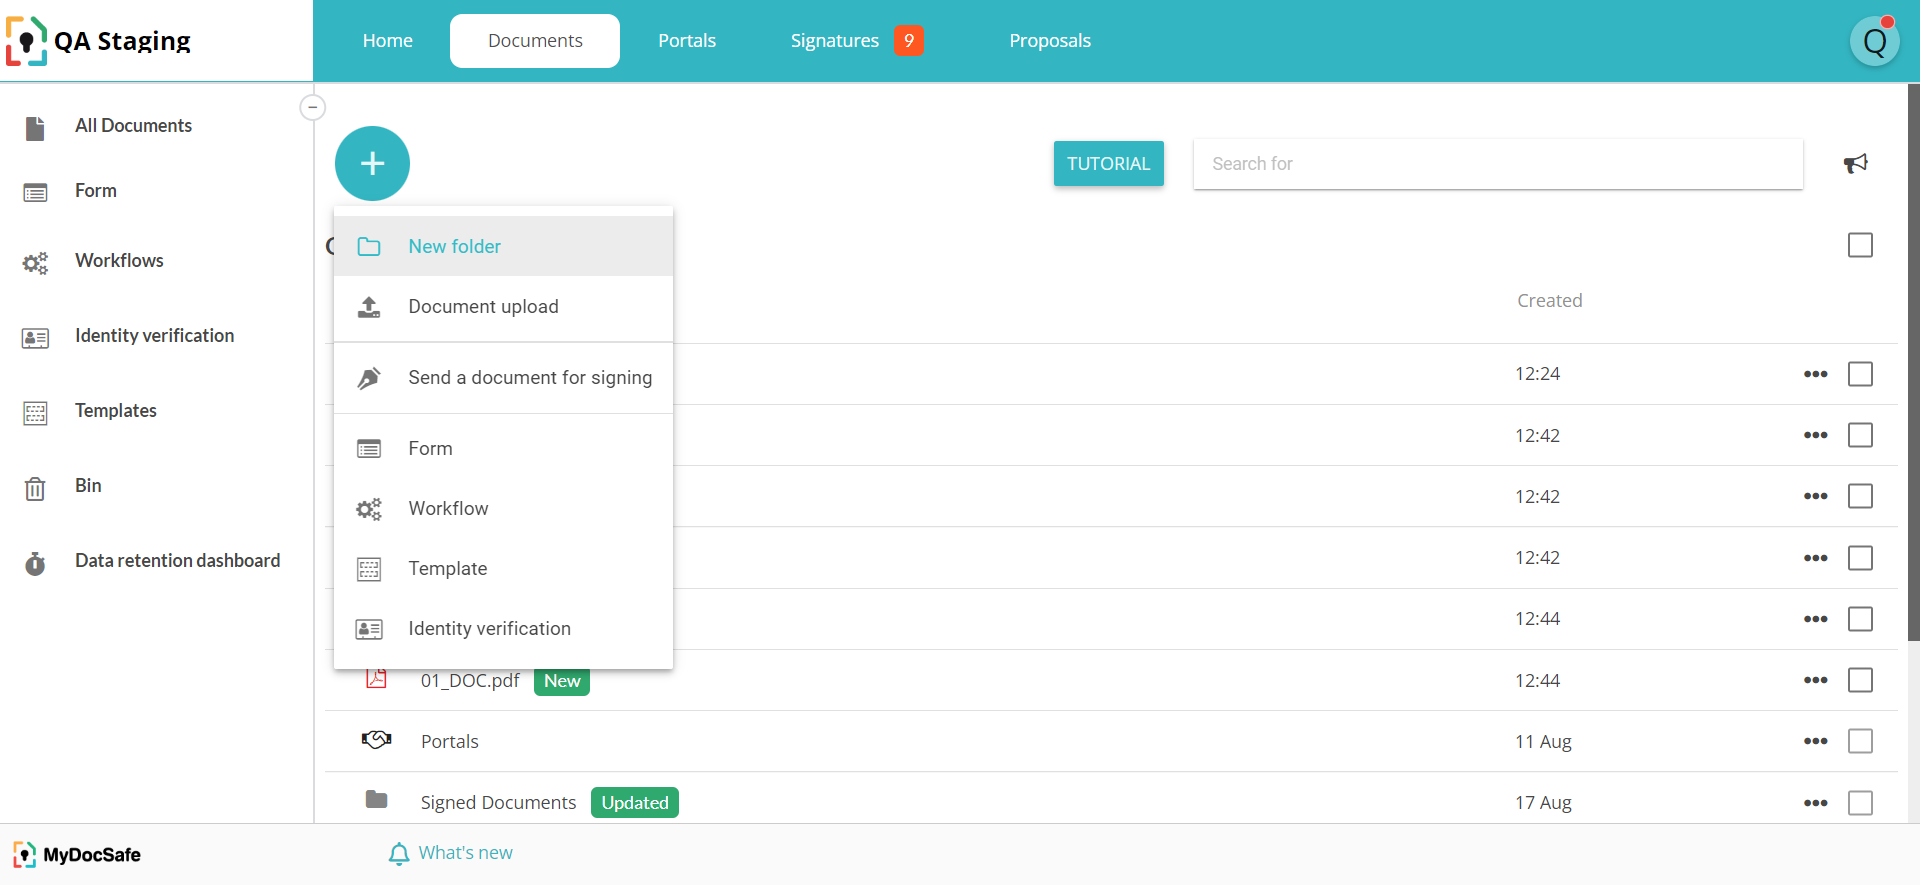 QA Staging
Home
Documents
Portals
Signatures 9
Proposals
Q
All Documents
Form
Workflows
Identity verification
Templates
Bin
Data retention dashboard
TUTORIAL
Search for
New folder
Document upload
Send a document for signing
Form
Workflow
Template
Identity verification
Created
12:24
12:42
12:42
12:42
12:44
01_DOC.pdf New 12:44
Portals 11 Aug
Signed Documents Updated 17 Aug
MyDocSafe
What's new